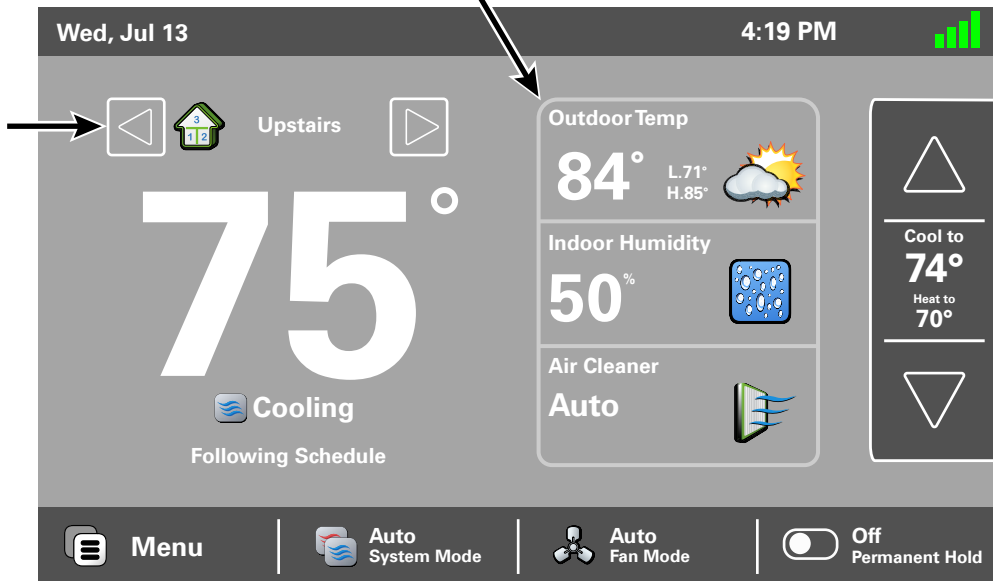 Wed, Jul 13
4:19 PM
3
1 2
Upstairs
75°
Cooling
Following Schedule
Outdoor Temp
84°
L.71°
H.85°
Indoor Humidity
50%
Air Cleaner
Auto
Cool to
74°
Heat to
70°
Menu
Auto
System Mode
Auto
Fan Mode
Off
Permanent Hold